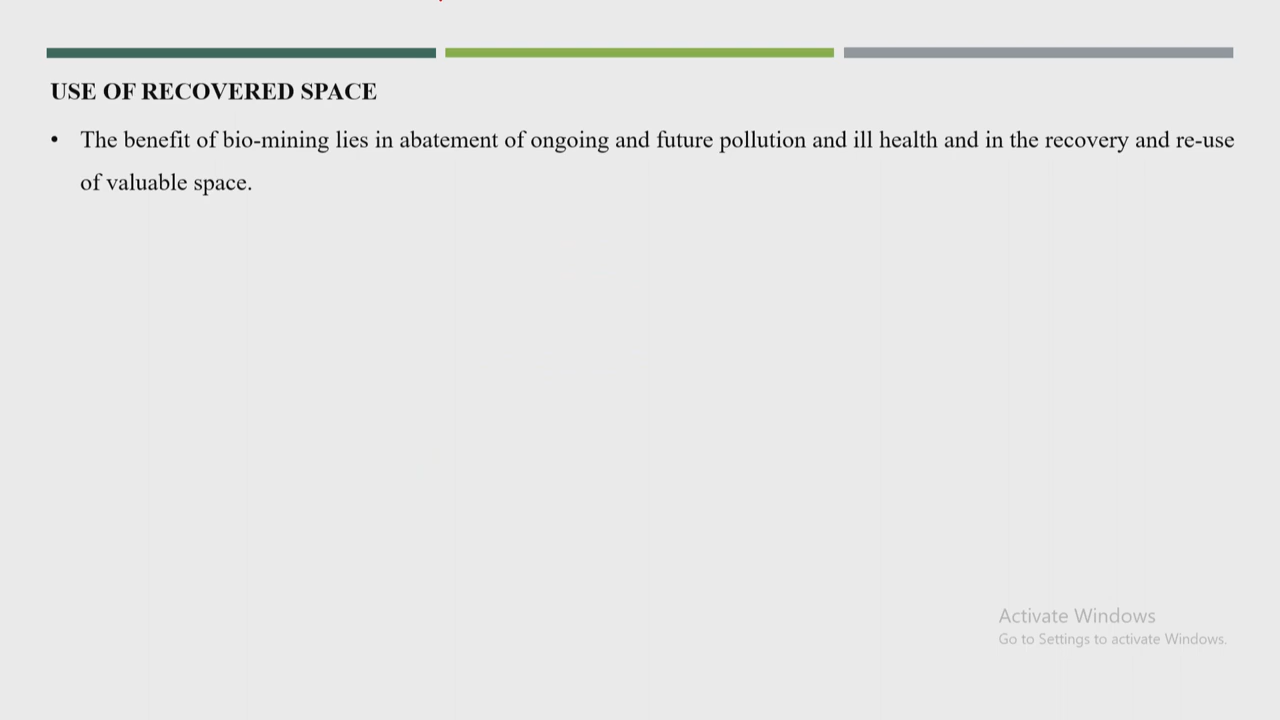 USE OF RECOVERED SPACE
• The benefit of bio-mining lies in abatement of ongoing and future pollution and ill health and in the recovery and re-use
of valuable space.
Activate Windows
Go to Settings to activate Windows.